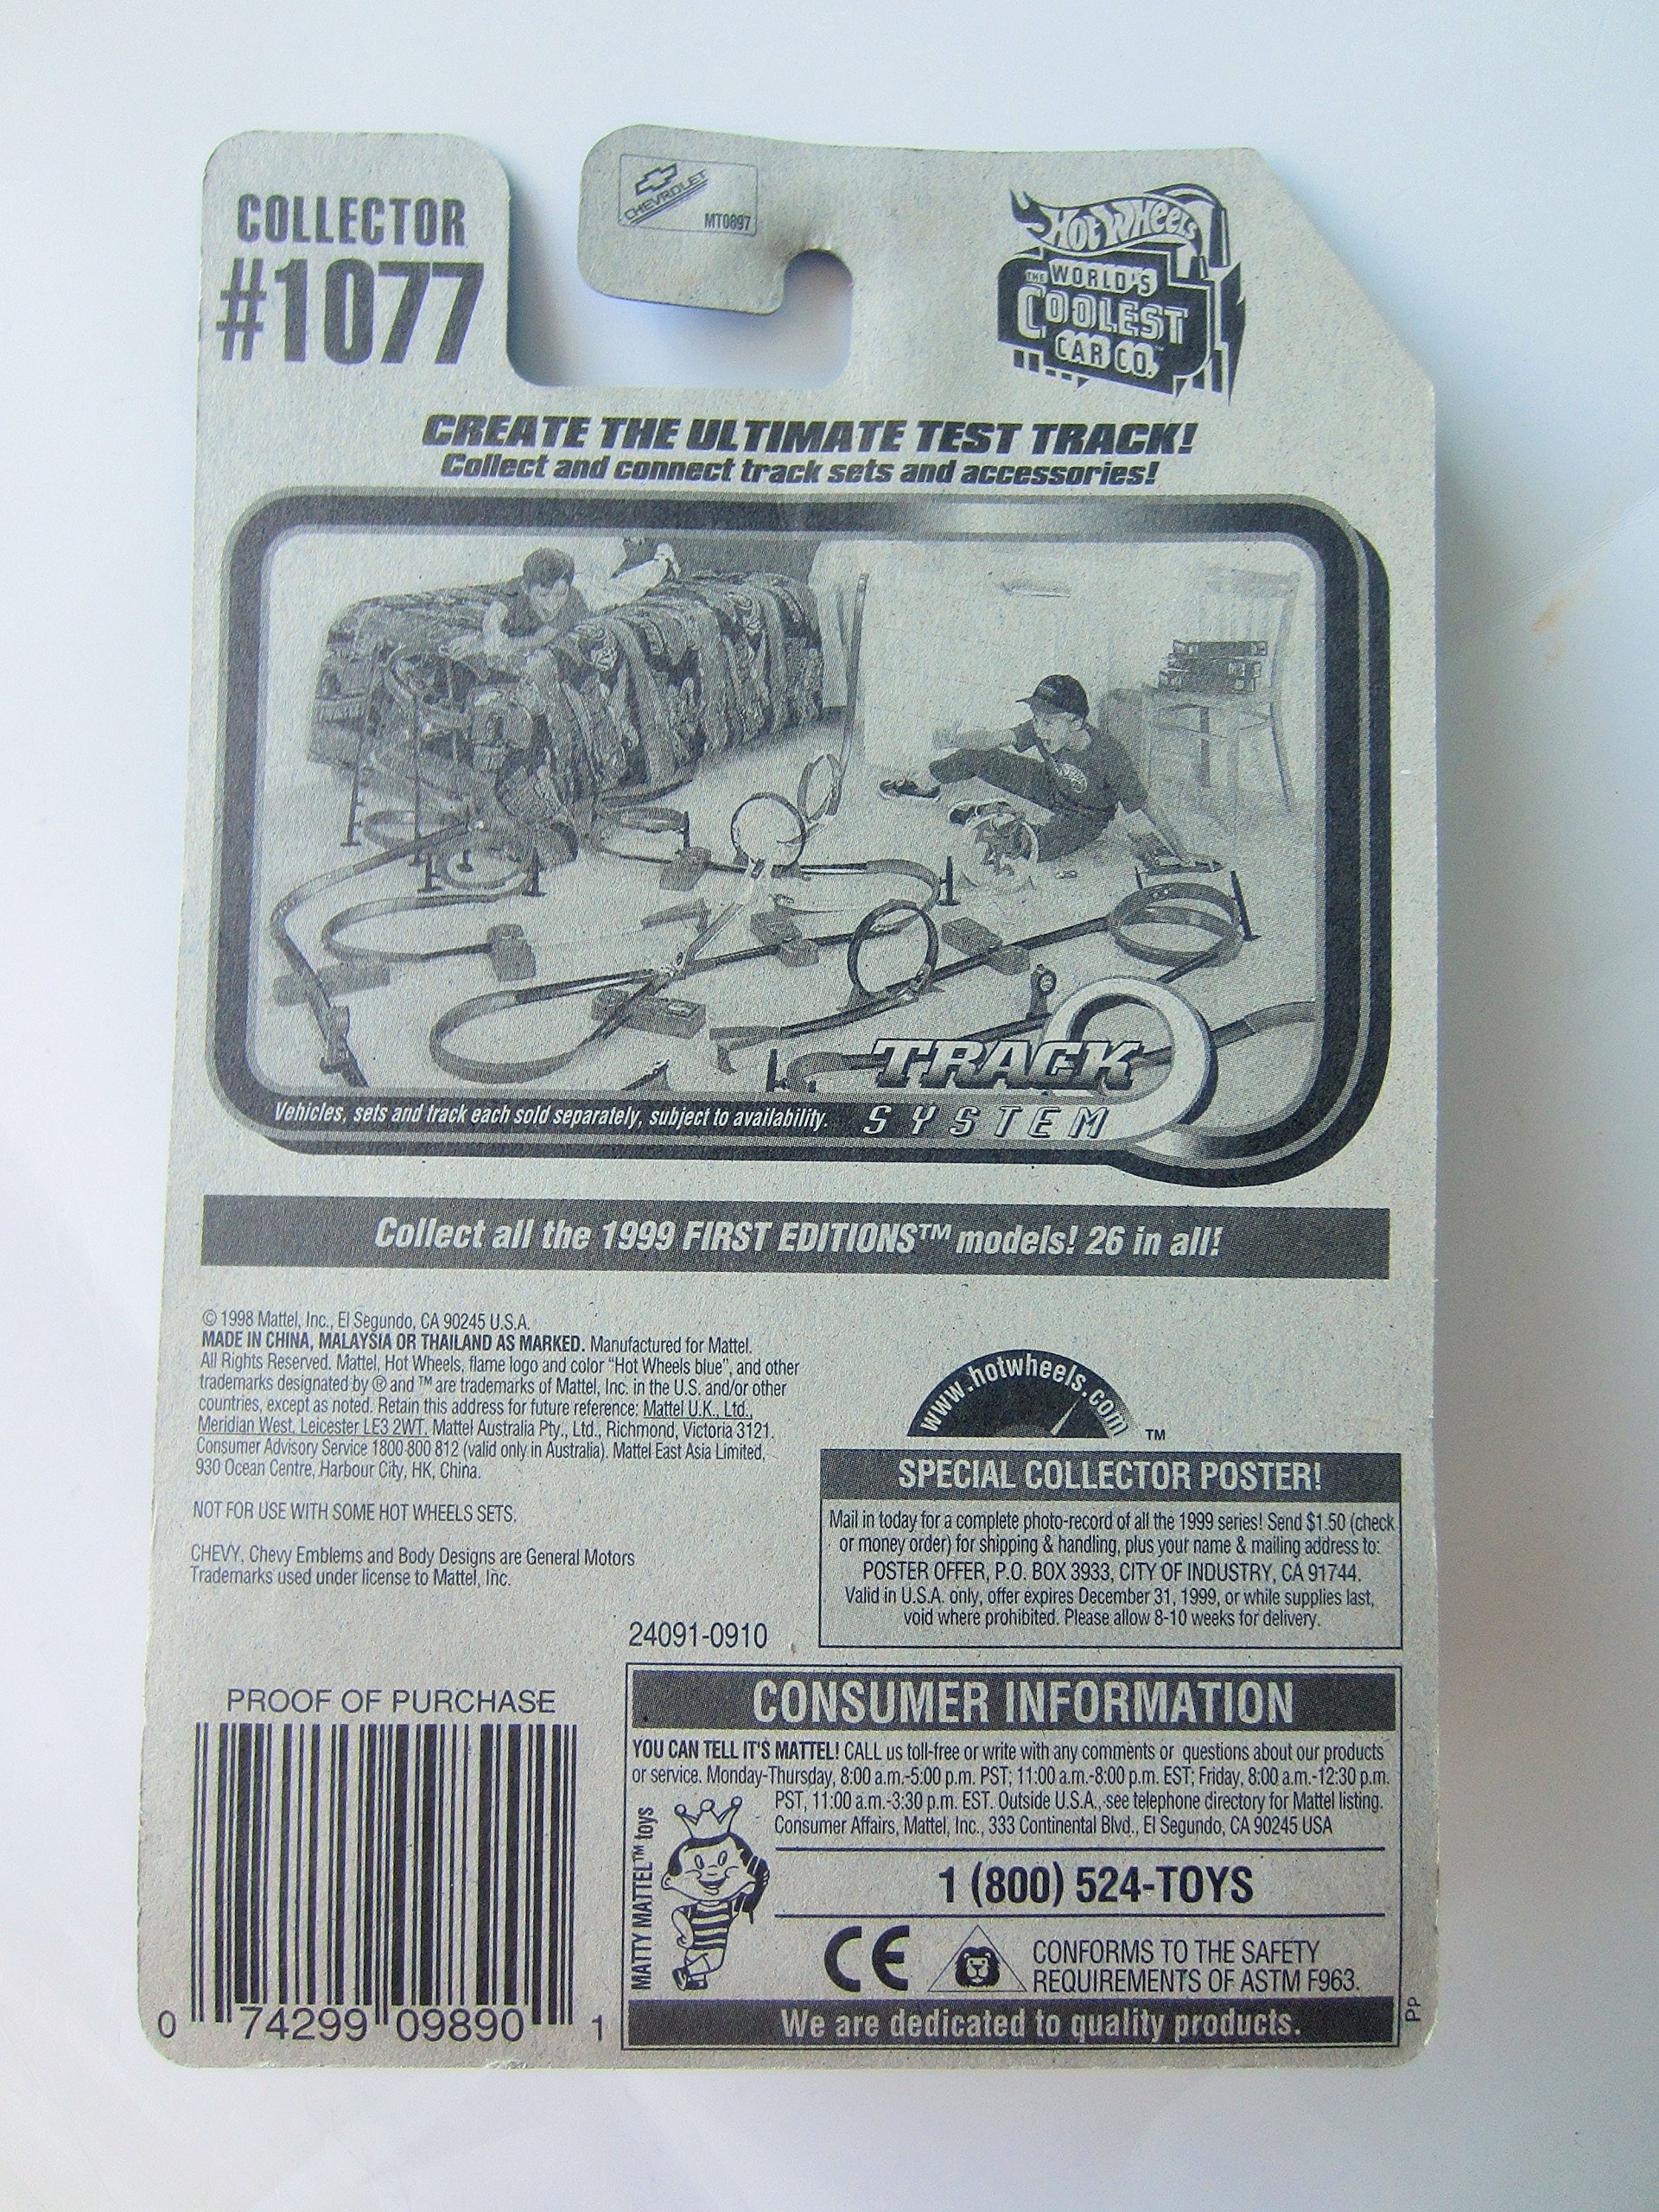 COLLECTOR
#1077
CHEVROLET
MT0897
Hot Wheels
THE WORLD'S
COOLEST
CAR CO.™
CREATE THE ULTIMATE TEST TRACK!
Collect and connect track sets and accessories!
TRACK
SYSTEM
Vehicles, sets and track each sold separately, subject to availability.
Collect all the 1999 FIRST EDITIONS™ models! 26 in all!
© 1998 Mattel, Inc., El Segundo, CA 90245 U.S.A.
MADE IN CHINA, MALAYSIA OR THAILAND AS MARKED. Manufactured for Mattel.
All Rights Reserved. Mattel, Hot Wheels, flame logo and color “Hot Wheels blue”, and other
trademarks designated by ® and ™ are trademarks of Mattel, Inc. in the U.S. and/or other
countries, except as noted. Retain this address for future reference: Mattel U.K., Ltd.,
Meridian West, Leicester LE3 2WT. Mattel Australia Pty., Ltd., Richmond, Victoria 3121.
Consumer Advisory Service 1800 800 812 (valid only in Australia). Mattel East Asia Limited,
930 Ocean Centre, Harbour City, HK, China.
NOT FOR USE WITH SOME HOT WHEELS SETS.
CHEVY, Chevy Emblems and Body Designs are General Motors
Trademarks used under license to Mattel, Inc.
24091-0910
www.hotwheels.com
™
SPECIAL COLLECTOR POSTER!
Mail in today for a complete photo-record of all the 1999 series! Send $1.50 (check
or money order) for shipping & handling, plus your name & mailing address to:
POSTER OFFER, P.O. BOX 3933, CITY OF INDUSTRY, CA 91744.
Valid in U.S.A. only, offer expires December 31, 1999, or while supplies last,
void where prohibited. Please allow 8-10 weeks for delivery.
PROOF OF PURCHASE
0 74299 09890 1
CONSUMER INFORMATION
YOU CAN TELL IT'S MATTEL! CALL us toll-free or write with any comments or questions about our products
or service. Monday-Thursday, 8:00 a.m.-5:00 p.m. PST; 11:00 a.m.-8:00 p.m. EST; Friday, 8:00 a.m.-12:30 p.m.
PST, 11:00 a.m.-3:30 p.m. EST. Outside U.S.A., see telephone directory for Mattel listing.
Consumer Affairs, Mattel, Inc., 333 Continental Blvd., El Segundo, CA 90245 USA
MATTY MATTEL™ toys
1 (800) 524-TOYS
CE
CONFORMS TO THE SAFETY
REQUIREMENTS OF ASTM F963.
We are dedicated to quality products.
PP